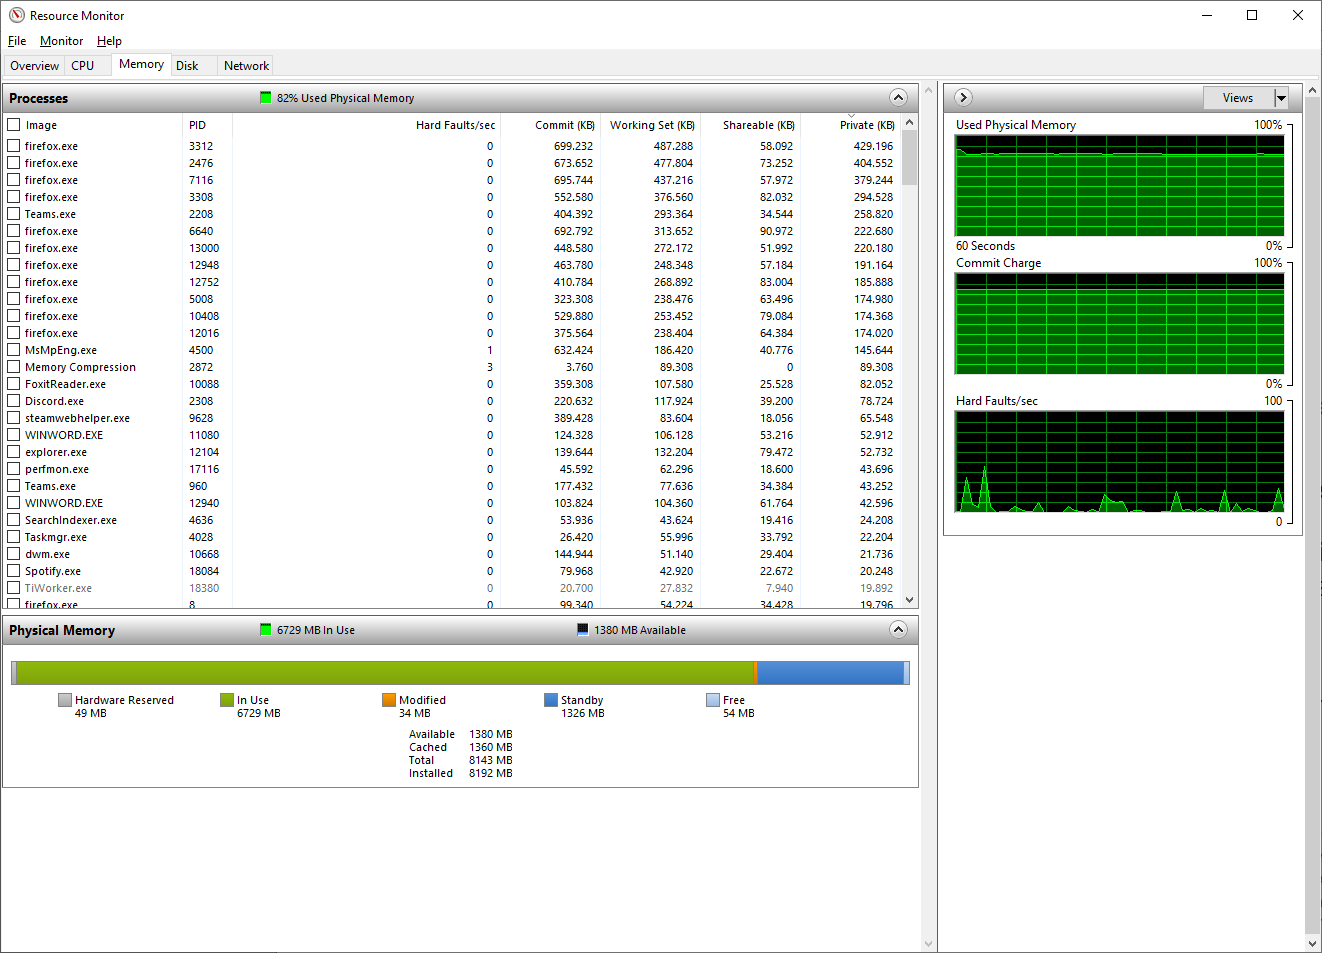 Resource Monitor
File Monitor Help
Overview CPU Memory Disk Network
Processes 82% Used Physical Memory
Image PID Hard Faults/sec Commit (KB) Working Set (KB) Shareable (KB) Private (KB)
firefox.exe 3312 0 699.232 487.288 58.092 429.196
firefox.exe 2476 0 673.652 477.804 73.252 404.552
firefox.exe 7116 0 695.744 437.216 57.972 379.244
firefox.exe 3308 0 552.580 376.560 82.032 294.528
Teams.exe 2208 0 404.392 293.364 34.544 258.820
firefox.exe 6640 0 692.792 313.652 90.972 222.680
firefox.exe 13000 0 448.580 272.172 51.992 220.180
firefox.exe 12948 0 463.780 248.348 57.184 191.164
firefox.exe 12752 0 410.784 268.892 83.004 185.888
firefox.exe 5008 0 323.308 238.476 63.496 174.980
firefox.exe 10408 0 529.880 253.452 79.084 174.368
firefox.exe 12016 0 375.564 238.404 64.384 174.020
MsMpEng.exe 4500 1 632.424 186.420 40.776 145.644
Memory Compression 2872 3 3.760 89.308 0 89.308
FoxitReader.exe 10088 0 359.308 107.580 25.528 82.052
Discord.exe 2308 0 220.632 117.924 39.200 78.724
steamwebhelper.exe 9628 0 389.428 83.604 18.056 65.548
WINWORD.EXE 11080 0 124.328 106.128 53.216 52.912
explorer.exe 12104 0 139.644 132.204 79.472 52.732
perfmon.exe 17116 0 45.592 62.296 18.600 43.696
Teams.exe 960 0 177.432 77.636 34.384 43.252
WINWORD.EXE 12940 0 103.824 104.360 61.764 42.596
SearchIndexer.exe 4636 0 53.936 43.624 19.416 24.208
Taskmgr.exe 4028 0 26.420 55.996 33.792 22.204
dwm.exe 10668 0 144.944 51.140 29.404 21.736
Spotify.exe 18084 0 79.968 42.920 22.672 20.248
TiWorker.exe 18380 0 20.700 27.832 7.940 19.892
firefox.exe 8 0 99.340 54.224 34.428 19.796
Physical Memory 6729 MB In Use 1380 MB Available
Hardware Reserved In Use Modified Standby Free
49 MB 6729 MB 34 MB 1326 MB 54 MB
Available 1380 MB
Cached 1360 MB
Total 8143 MB
Installed 8192 MB
Views
Used Physical Memory 100%
60 Seconds 0%
Commit Charge 100%
0%
Hard Faults/sec 100
0